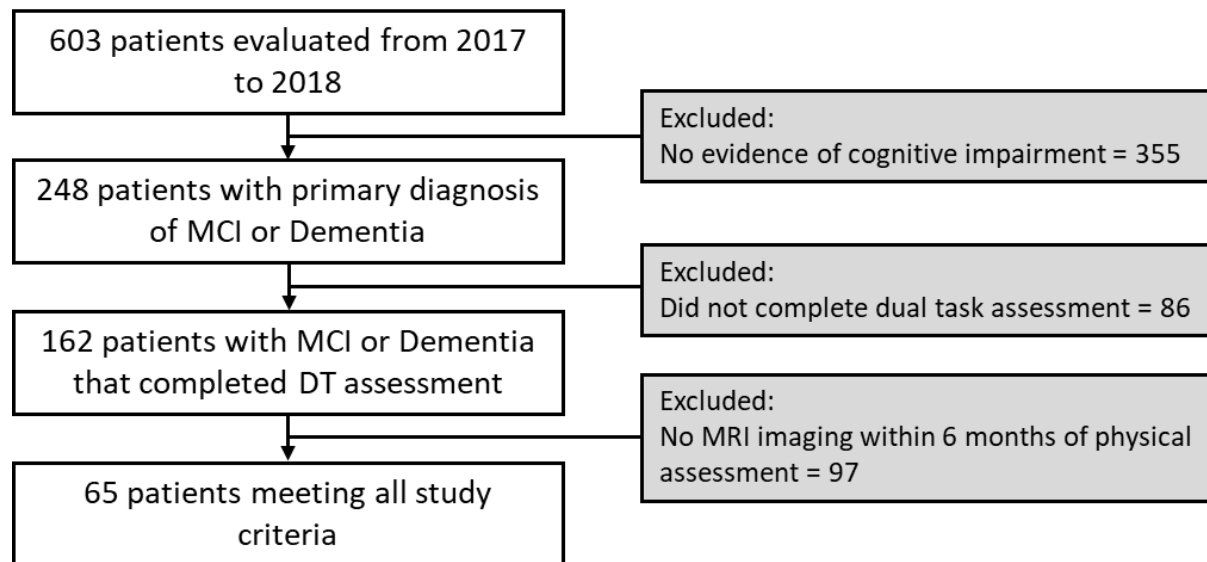 603 patients evaluated from 2017
to 2018
Excluded:
No evidence of cognitive impairment = 355
248 patients with primary diagnosis
of MCI or Dementia
Excluded:
Did not complete dual task assessment = 86
162 patients with MCI or Dementia
that completed DT assessment
Excluded:
No MRI imaging within 6 months of physical
assessment = 97
65 patients meeting all study
criteria